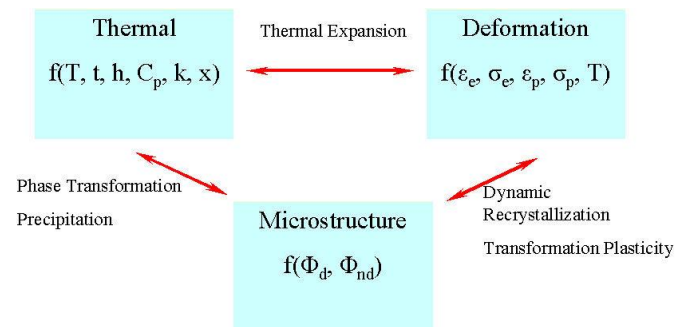 Thermal
f(T, t, h, Cp, k, x)
Thermal Expansion
Deformation
f(εe, σe, εp, σp, T)
Phase Transformation
Precipitation
Microstructure
f(Φd, Φnd)
Dynamic
Recrystallization
Transformation Plasticity